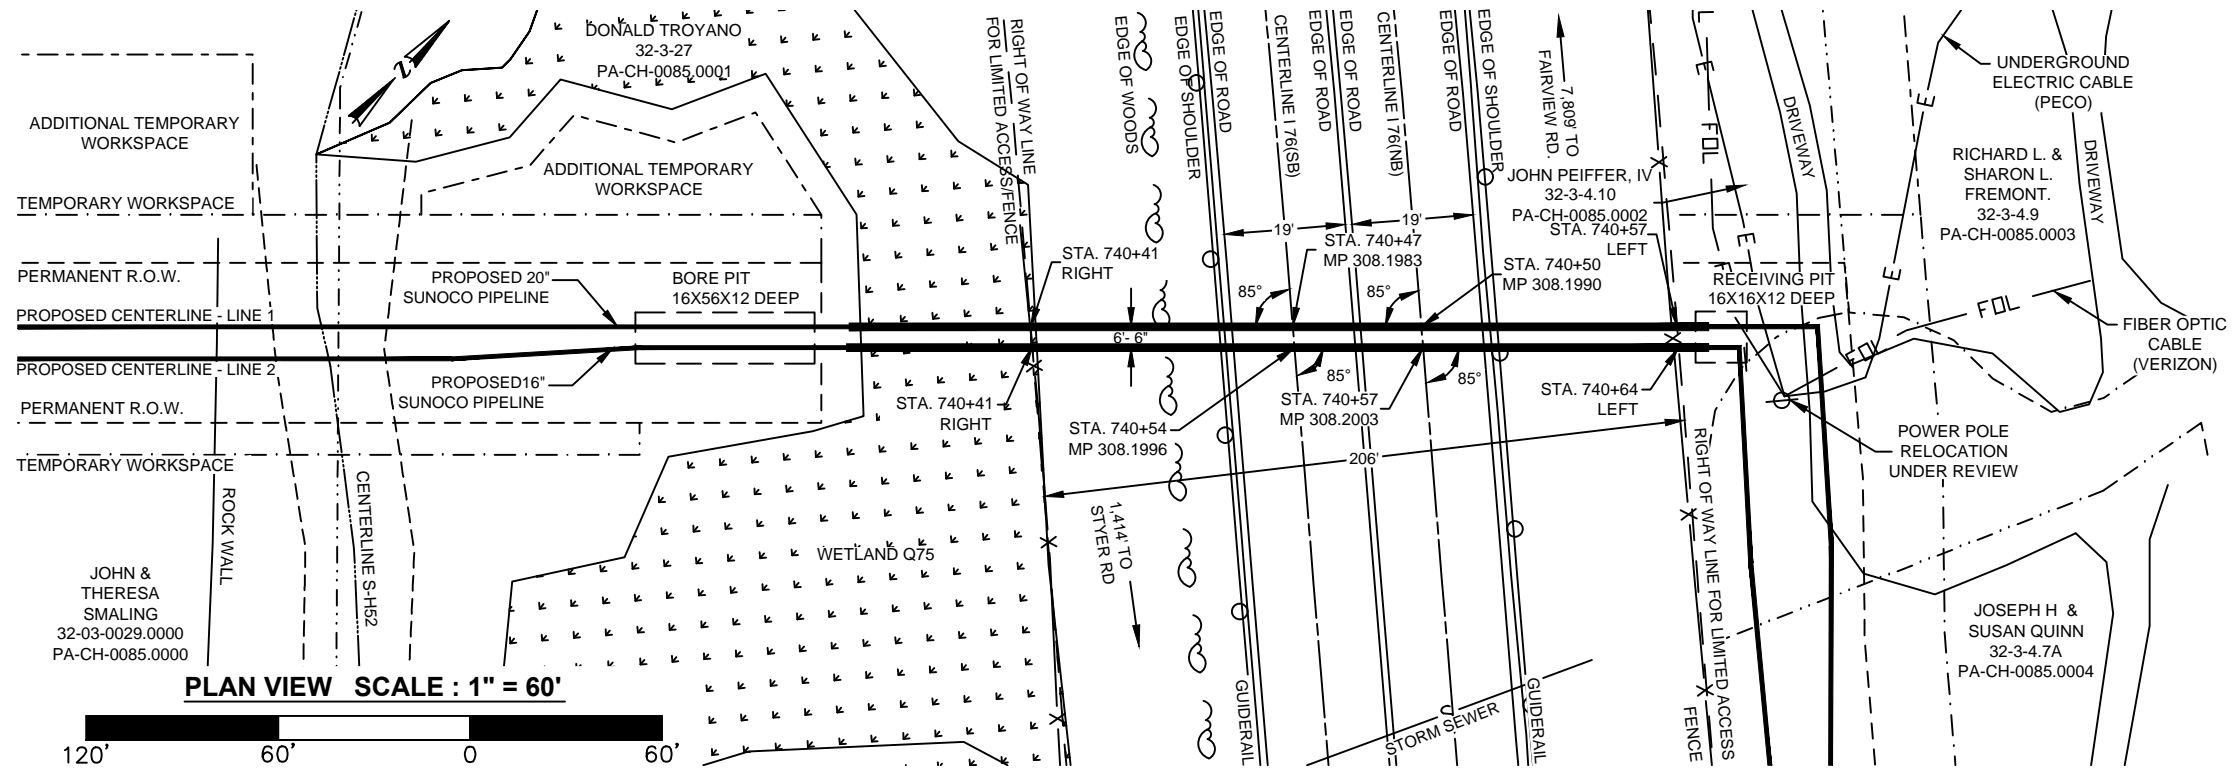 DONALD TROYANO
32-3-27
PA-CH-0085.0001
Z
ADDITIONAL TEMPORARY
WORKSPACE
ADDITIONAL TEMPORARY
WORKSPACE
TEMPORARY WORKSPACE
PERMANENT R.O.W.
PROPOSED 20"
SUNOCO PIPELINE
BORE PIT
16X56X12 DEEP
PROPOSED CENTERLINE - LINE 1
PROPOSED CENTERLINE - LINE 2
PROPOSED16"
SUNOCO PIPELINE
PERMANENT R.O.W.
TEMPORARY WORKSPACE
ROCK WALL
CENTERLINE S-H52
JOHN &
THERESA
SMALING
32-03-0029.0000
PA-CH-0085.0000
WETLAND Q75
RIGHT OF WAY LINE
FOR LIMITED ACCESS/FENCE
EDGE OF WOODS
EDGE OF SHOULDER
EDGE OF ROAD
CENTERLINE I 76(SB)
EDGE OF ROAD
EDGE OF ROAD
CENTERLINE I 76(NB)
EDGE OF ROAD
EDGE OF SHOULDER
7,809' TO
FAIRVIEW RD.
19'
19'
STA. 740+41
RIGHT
STA. 740+47
MP 308.1983
STA. 740+50
MP 308.1990
85°
85°
6'- 6"
85°
85°
STA. 740+41
RIGHT
STA. 740+54
MP 308.1996
STA. 740+57
MP 308.2003
206'
1,414' TO
STYER RD
JOHN PEIFFER, IV
32-3-4.10
PA-CH-0085.0002
STA. 740+57
LEFT
STA. 740+64
LEFT
RECEIVING PIT
16X16X12 DEEP
E
FOL
E
DRIVEWAY
E
E
FOL
FOL
DRIVEWAY
UNDERGROUND
ELECTRIC CABLE
(PECO)
RICHARD L. &
SHARON L.
FREMONT.
32-3-4.9
PA-CH-0085.0003
FIBER OPTIC
CABLE
(VERIZON)
POWER POLE
RELOCATION
UNDER REVIEW
JOSEPH H &
SUSAN QUINN
32-3-4.7A
PA-CH-0085.0004
RIGHT OF WAY LINE FOR LIMITED ACCESS
FENCE
GUIDERAIL
GUIDERAIL
STORM SEWER
PLAN VIEW SCALE : 1" = 60'
120' 60' 0 60'